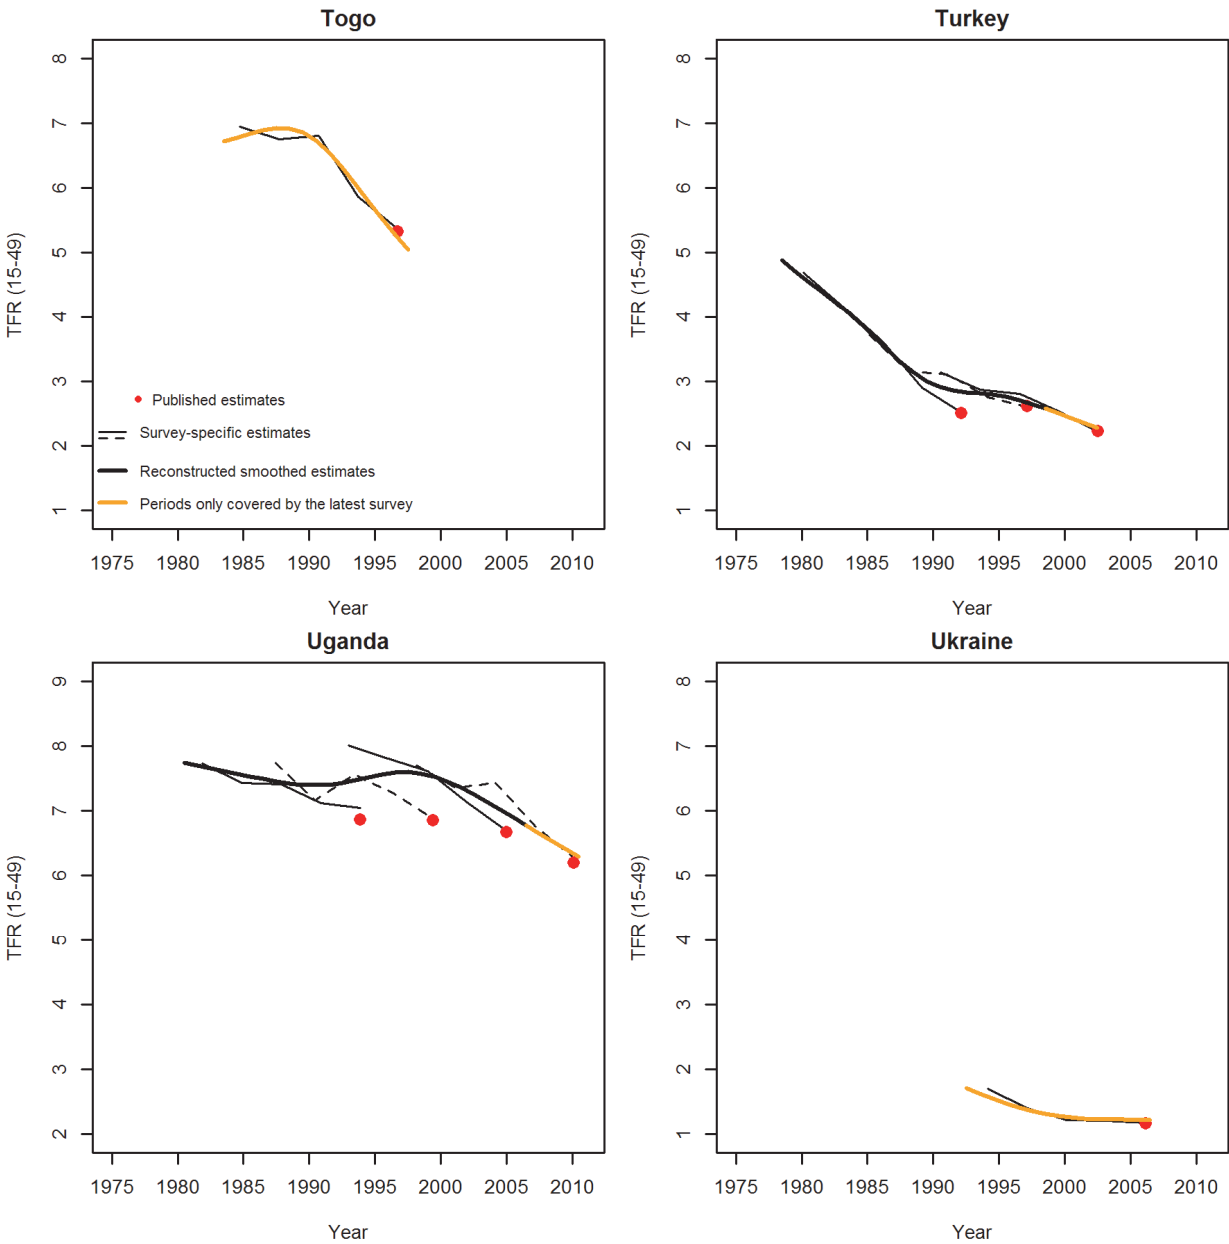 Togo
TFR (15-49)
8
7
6
5
4
3
2
1
Published estimates
Survey-specific estimates
Reconstructed smoothed estimates
Periods only covered by the latest survey
1975 1980 1985 1990 1995 2000 2005 2010
Year
Turkey
TFR (15-49)
8
7
6
5
4
3
2
1
1975 1980 1985 1990 1995 2000 2005 2010
Year
Uganda
TFR (15-49)
9
8
7
6
5
4
3
2
1975 1980 1985 1990 1995 2000 2005 2010
Year
Ukraine
TFR (15-49)
8
7
6
5
4
3
2
1
1975 1980 1985 1990 1995 2000 2005 2010
Year